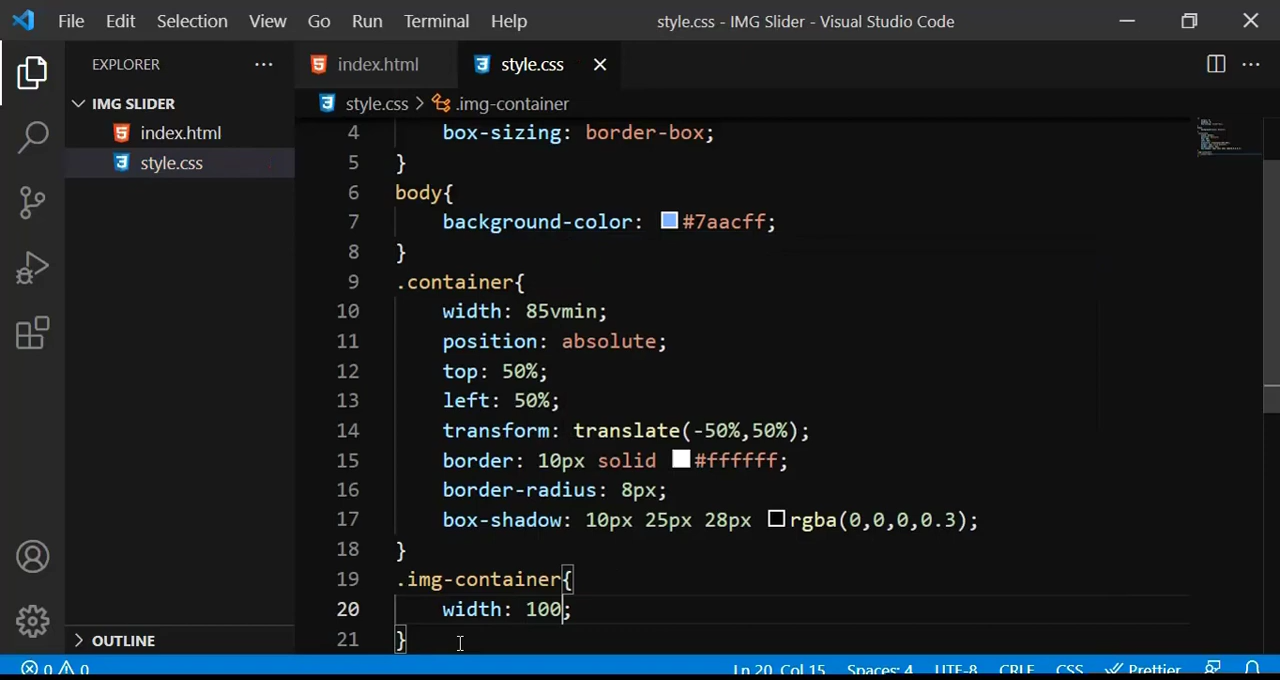 File Edit Selection View Go Run Terminal Help style.css - IMG Slider - Visual Studio Code
EXPLORER
index.html
style.css
IMG SLIDER
style.css > .img-container
index.html
style.css
4 box-sizing: border-box;
5 }
6 body{
7 background-color: #7aacff;
8 }
9 .container{
10 width: 85vmin;
11 position: absolute;
12 top: 50%;
13 left: 50%;
14 transform: translate(-50%,50%);
15 border: 10px solid #ffffff;
16 border-radius: 8px;
17 box-shadow: 10px 25px 28px rgba(0,0,0,0.3);
18 }
19 .img-container{
20 width: 100;
21 }
OUTLINE
0 0 Ln 20, Col 15 Spaces: 4 UTF-8 CRLF CSS Prettier